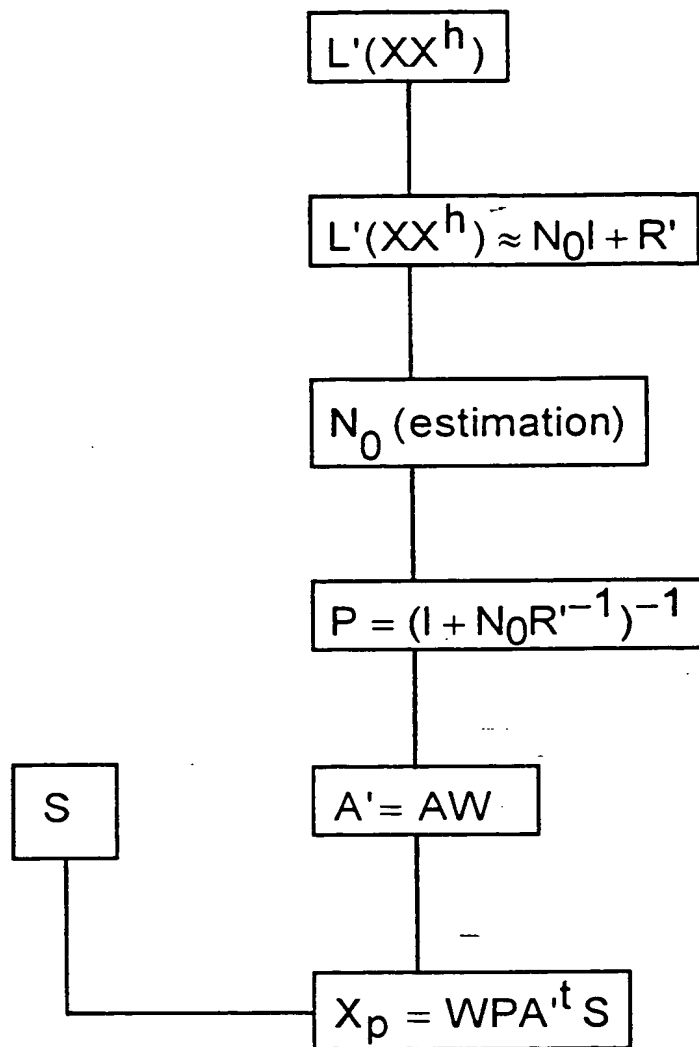 L'(XX^h)
L'(XX^h) ≈ N₀I + R'
N₀ (estimation)
P = (I + N₀R'⁻¹)⁻¹
S
A' = AW
Xₚ = WPA'ᵗ S